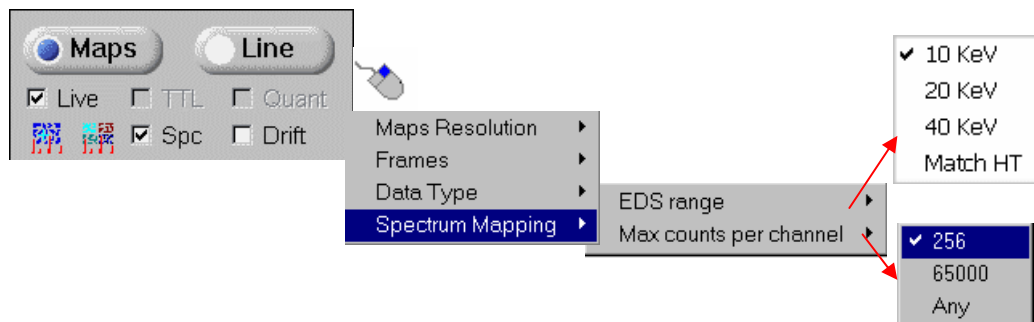 Maps Line
Live TTL Quant
Spc Drift
Maps Resolution
Frames
Data Type
Spectrum Mapping
EDS range
Max counts per channel
10 KeV
20 KeV
40 KeV
Match HT
256
65000
Any